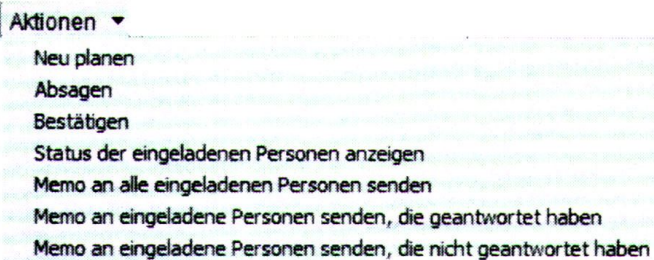 Aktionen
Neu planen
Absagen
Bestätigen
Status der eingeladenen Personen anzeigen
Memo an alle eingeladenen Personen senden
Memo an eingeladene Personen senden, die geantwortet haben
Memo an eingeladene Personen senden, die nicht geantwortet haben